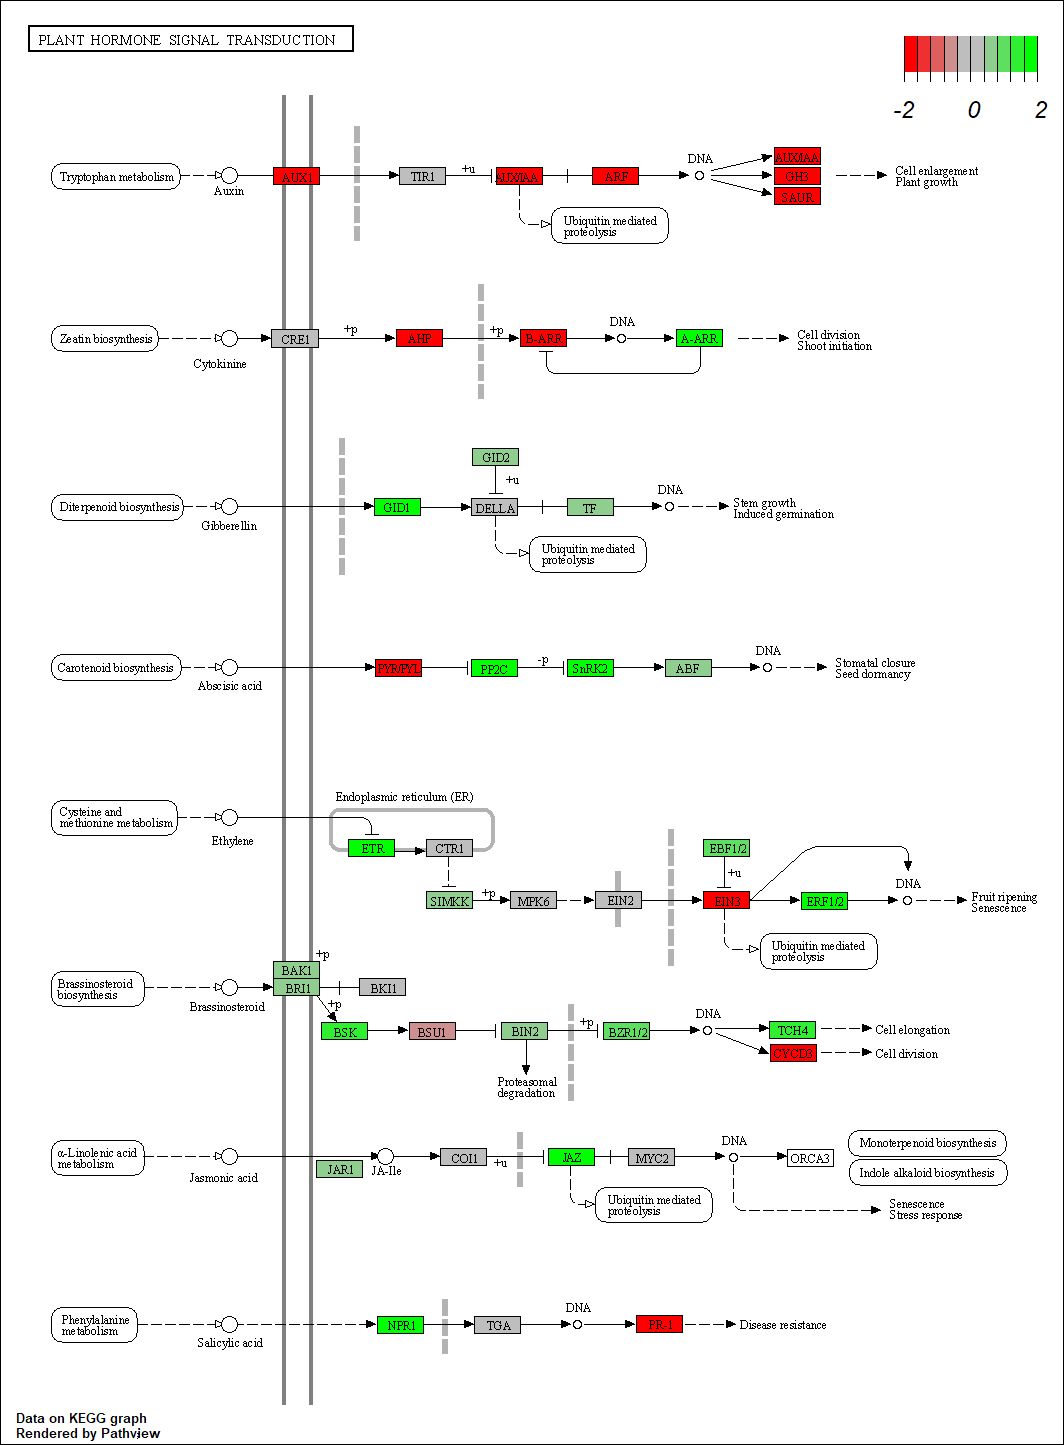 PLANT HORMONE SIGNAL TRANSDUCTION
-2 0 2
Tryptophan metabolism
Auxin
AUX1
TIR1
+u
AUX/IAA
ARF
DNA
AUX/IAA
GH3
SAUR
Cell enlargement
Plant growth
Ubiquitin mediated
proteolysis
Zeatin biosynthesis
Cytokinine
CRE1
+p
AHP
+p
B-ARR
DNA
A-ARR
Cell division
Shoot initiation
GID2
+u
Diterpenoid biosynthesis
Gibberellin
GID1
DELLA
TF
DNA
Stem growth
Induced germination
Ubiquitin mediated
proteolysis
Carotenoid biosynthesis
Abscisic acid
PYR/PYL
PP2C
-p
SnRK2
ABF
DNA
Stomatal closure
Seed dormancy
Endoplasmic reticulum (ER)
Cysteine and
methionine metabolism
Ethylene
ETR
CTR1
EBF1/2
+u
SIMKK
+p
MPK6
EIN2
EIN3
ERF1/2
DNA
Fruit ripening
Senescence
Ubiquitin mediated
proteolysis
BAK1
+p
Brassinosteroid
biosynthesis
Brassinosteroid
BRI1
BKI1
+p
BSK
BSU1
BIN2
+p
BZR1/2
DNA
TCH4
Cell elongation
CYCD3
Cell division
Proteasomal
degradation
α-Linolenic acid
metabolism
Jasmonic acid
JAR1
JA-Ile
COI1
+u
JAZ
MYC2
DNA
ORCA3
Monoterpenoid biosynthesis
Indole alkaloid biosynthesis
Ubiquitin mediated
proteolysis
Senescence
Stress response
Phenylalanine
metabolism
Salicylic acid
NPR1
TGA
DNA
PR-1
Disease resistance
Data on KEGG graph
Rendered by Pathview